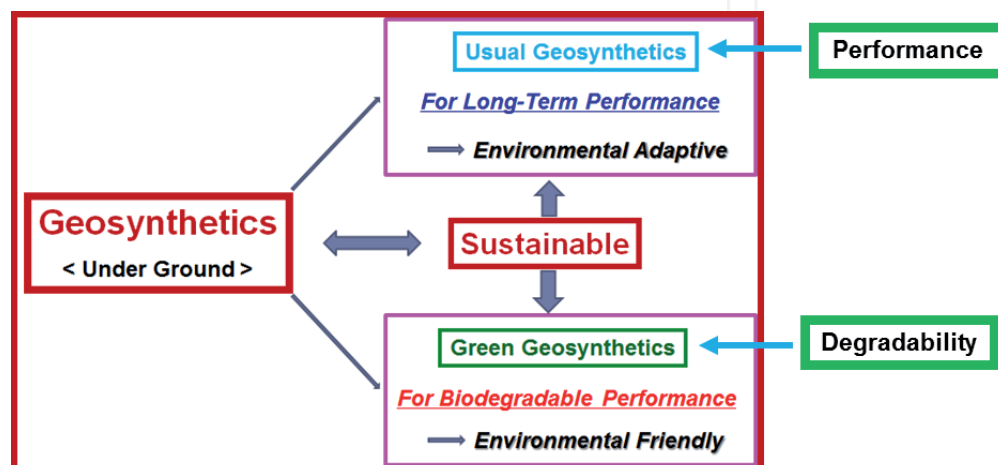 Usual Geosynthetics
Performance
For Long-Term Performance
Environmental Adaptive
Geosynthetics
< Under Ground >
Sustainable
Green Geosynthetics
Degradability
For Biodegradable Performance
Environmental Friendly